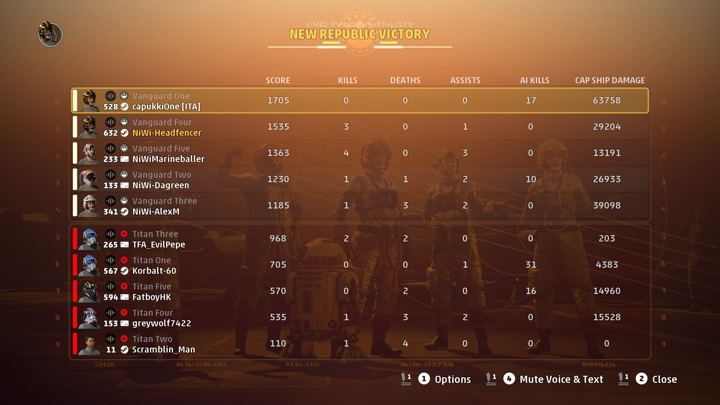 NEW REPUBLIC VICTORY
SCORE KILLS DEATHS ASSISTS AI KILLS CAP SHIP DAMAGE
Vanguard One
528 capukkiOne [ITA] 1705 0 0 0 17 63758
Vanguard Four
632 NiWi-Headfencer 1535 3 0 1 0 29204
Vanguard Five
233 NiWiMarineballer 1363 4 0 3 0 13191
Vanguard Two
133 NiWi-Dagreen 1230 1 1 2 10 26933
Vanguard Three
341 NiWi-AlexM 1185 1 3 2 0 39098
Titan Three
265 TFA_EvilPepe 968 2 2 0 0 203
Titan One
567 Korbalt-60 705 0 0 1 31 4383
Titan Five
594 FatboyHK 570 0 2 0 16 14960
Titan Four
153 greywolf7422 535 1 3 2 0 15528
Titan Two
11 Scramblin_Man 110 1 4 0 0 0
1 1 Options 1 4 Mute Voice & Text 1 2 Close